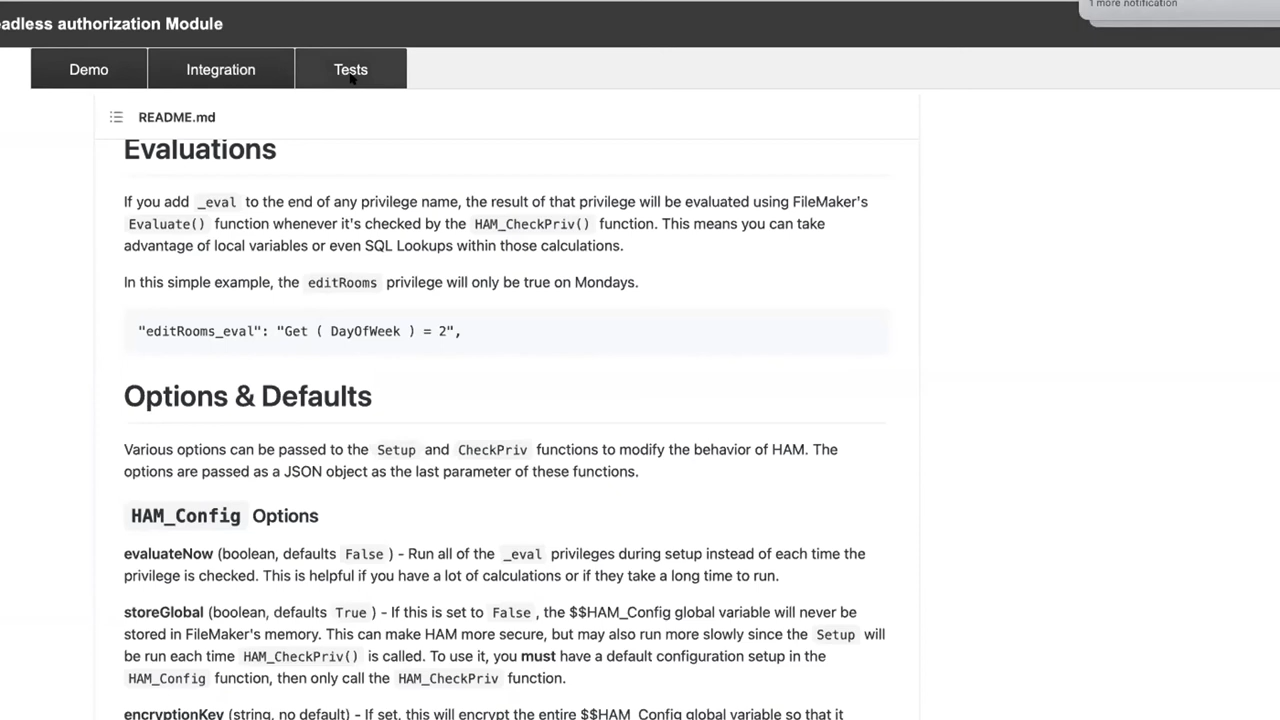 1 more notification
eadless authorization Module
Demo Integration Tests
README.md
Evaluations
If you add _eval to the end of any privilege name, the result of that privilege will be evaluated using FileMaker's
Evaluate() function whenever it's checked by the HAM_CheckPriv() function. This means you can take
advantage of local variables or even SQL Lookups within those calculations.
In this simple example, the editRooms privilege will only be true on Mondays.
"editRooms_eval": "Get ( DayOfWeek ) = 2",
Options & Defaults
Various options can be passed to the Setup and CheckPriv functions to modify the behavior of HAM. The
options are passed as a JSON object as the last parameter of these functions.
HAM_Config Options
evaluateNow (boolean, defaults False ) - Run all of the _eval privileges during setup instead of each time the
privilege is checked. This is helpful if you have a lot of calculations or if they take a long time to run.
storeGlobal (boolean, defaults True ) - If this is set to False , the $$HAM_Config global variable will never be
stored in FileMaker's memory. This can make HAM more secure, but may also run more slowly since the Setup will
be run each time HAM_CheckPriv() is called. To use it, you must have a default configuration setup in the
HAM_Config function, then only call the HAM_CheckPriv function.
encryptionKey (string, no default) - If set, this will encrypt the entire $$HAM_Config global variable so that it